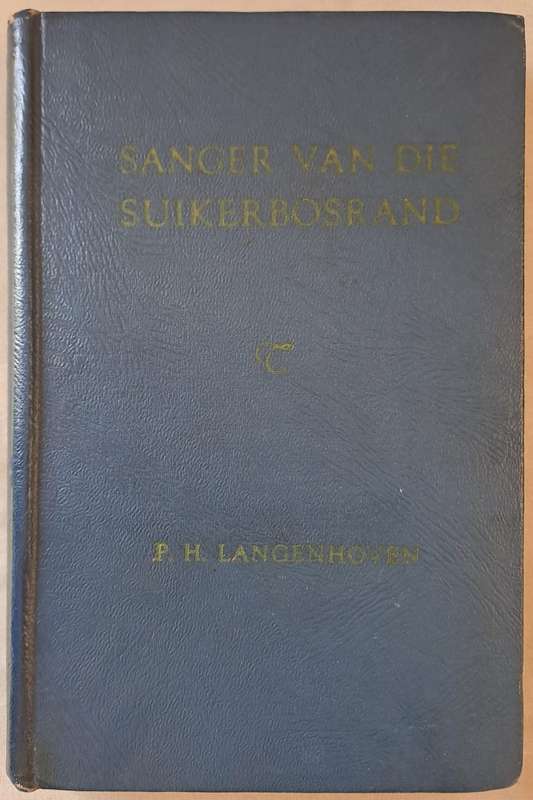 SANGER VAN DIE
SUIKERBOSRAND
P. H. LANGENHOVEN